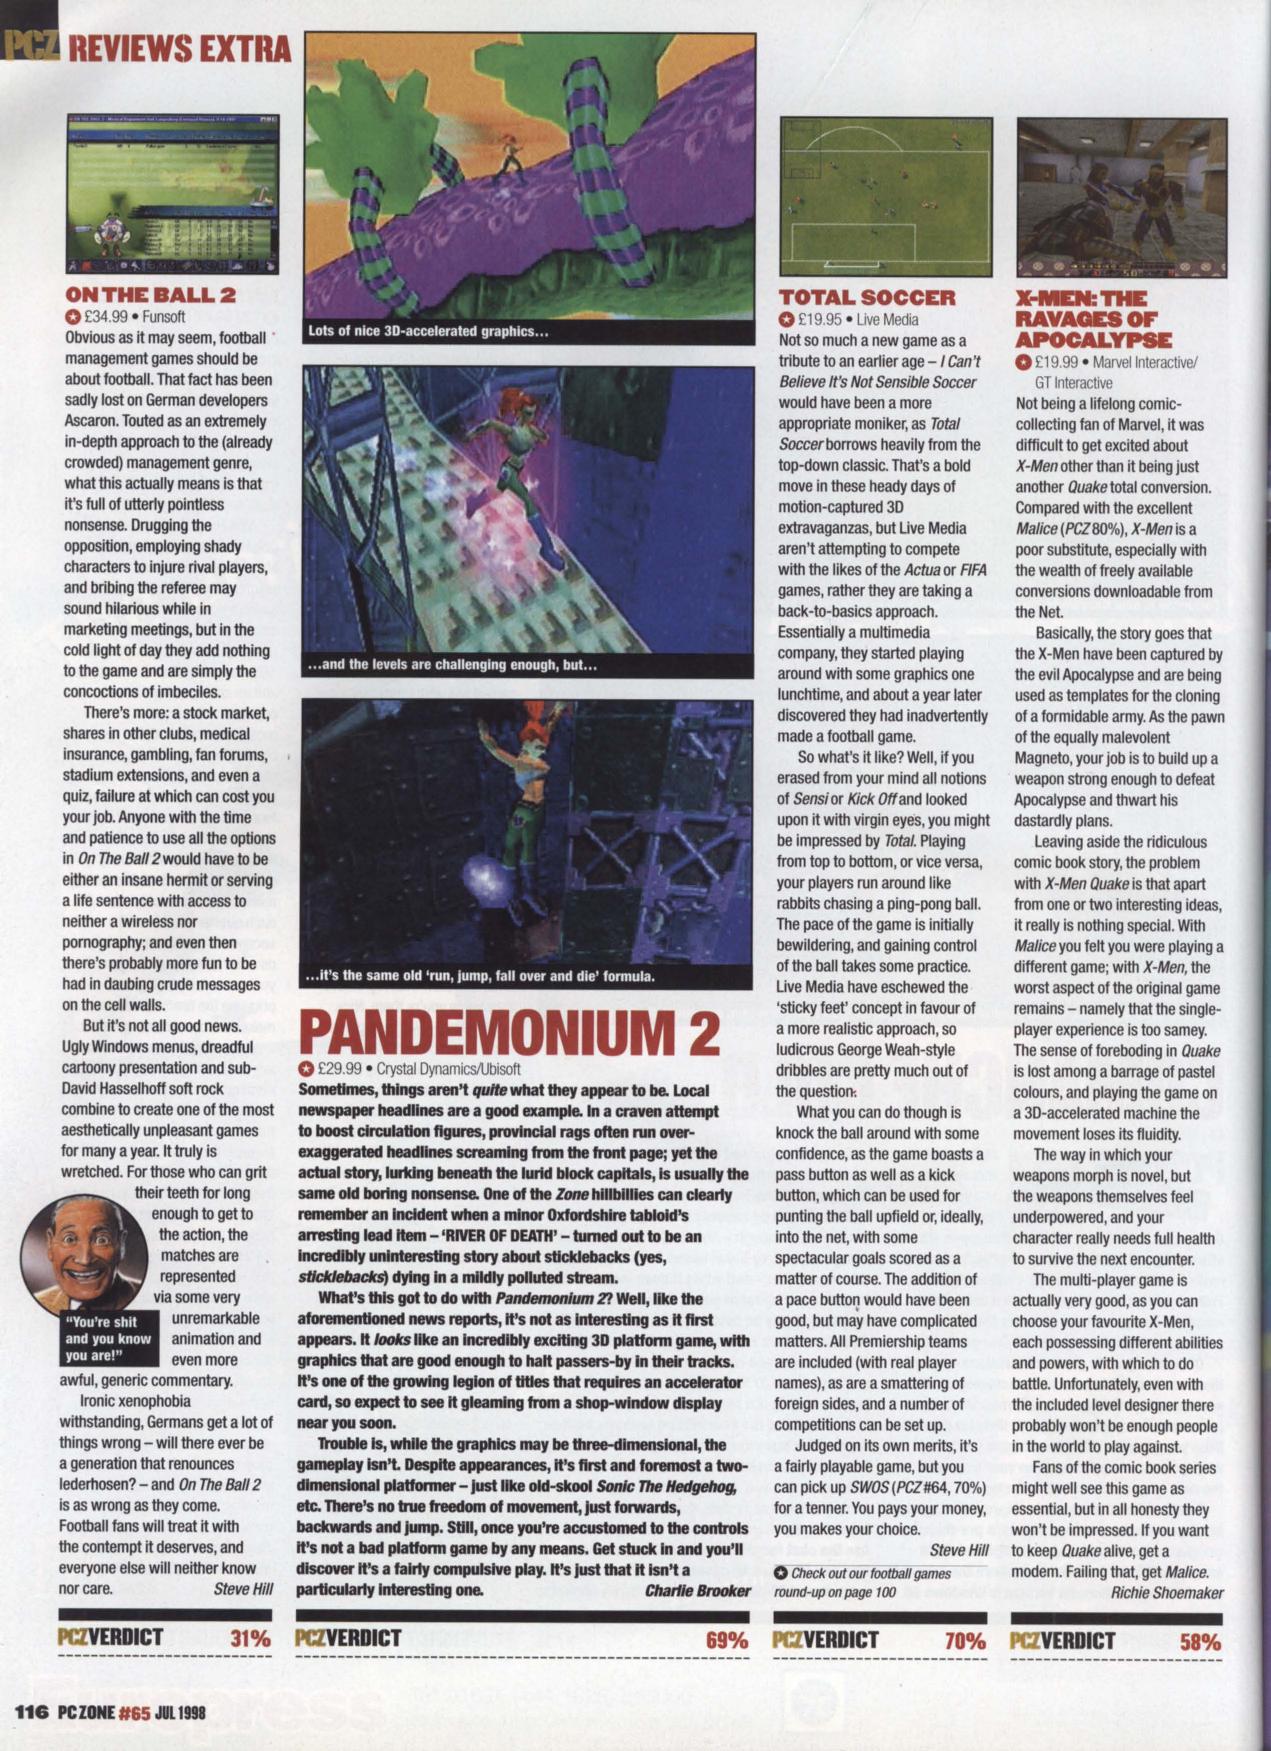 PCZ REVIEWS EXTRA
ON THE BALL 2
£34.99 • Funsoft
Obvious as it may seem, football
management games should be
about football. That fact has been
sadly lost on German developers
Ascaron. Touted as an extremely
in-depth approach to the (already
crowded) management genre,
what this actually means is that
it's full of utterly pointless
nonsense. Drugging the
opposition, employing shady
characters to injure rival players,
and bribing the referee may
sound hilarious while in
marketing meetings, but in the
cold light of day they add nothing
to the game and are simply the
concoctions of imbeciles.
There's more: a stock market,
shares in other clubs, medical
insurance, gambling, fan forums,
stadium extensions, and even a
quiz, failure at which can cost you
your job. Anyone with the time
and patience to use all the options
in On The Ball 2 would have to be
either an insane hermit or serving
a life sentence with access to
neither a wireless nor
pornography; and even then
there's probably more fun to be
had in daubing crude messages
on the cell walls.
But it's not all good news.
Ugly Windows menus, dreadful
cartoony presentation and sub-
David Hasselhoff soft rock
combine to create one of the most
aesthetically unpleasant games
for many a year. It truly is
wretched. For those who can grit
their teeth for long
enough to get to
the action, the
matches are
represented
via some very
unremarkable
animation and
even more
awful, generic commentary.
Ironic xenophobia
withstanding, Germans get a lot of
things wrong – will there ever be
a generation that renounces
lederhosen? – and On The Ball 2
is as wrong as they come.
Football fans will treat it with
the contempt it deserves, and
everyone else will neither know
nor care. Steve Hill
"You're shit
and you know
you are!"
PCZVERDICT 31%
Lots of nice 3D-accelerated graphics...
...and the levels are challenging enough, but...
...it's the same old 'run, jump, fall over and die' formula.
PANDEMONIUM 2
£29.99 • Crystal Dynamics/Ubisoft
Sometimes, things aren't quite what they appear to be. Local
newspaper headlines are a good example. In a craven attempt
to boost circulation figures, provincial rags often run over-
exaggerated headlines screaming from the front page; yet the
actual story, lurking beneath the lurid block capitals, is usually the
same old boring nonsense. One of the Zone hillbillies can clearly
remember an incident when a minor Oxfordshire tabloid's
arresting lead item – 'RIVER OF DEATH' – turned out to be an
incredibly uninteresting story about sticklebacks (yes,
sticklebacks) dying in a mildly polluted stream.
What's this got to do with Pandemonium 2? Well, like the
aforementioned news reports, it's not as interesting as it first
appears. It looks like an incredibly exciting 3D platform game, with
graphics that are good enough to halt passers-by in their tracks.
It's one of the growing legion of titles that requires an accelerator
card, so expect to see it gleaming from a shop-window display
near you soon.
Trouble is, while the graphics may be three-dimensional, the
gameplay isn't. Despite appearances, it's first and foremost a two-
dimensional platformer – just like old-skool Sonic The Hedgehog,
etc. There's no true freedom of movement, just forwards,
backwards and jump. Still, once you're accustomed to the controls
it's not a bad platform game by any means. Get stuck in and you'll
discover it's a fairly compulsive play. It's just that it isn't a
particularly interesting one. Charlie Brooker
PCZVERDICT 69%
TOTAL SOCCER
£19.95 • Live Media
Not so much a new game as a
tribute to an earlier age – I Can't
Believe It's Not Sensible Soccer
would have been a more
appropriate moniker, as Total
Soccer borrows heavily from the
top-down classic. That's a bold
move in these heady days of
motion-captured 3D
extravaganzas, but Live Media
aren't attempting to compete
with the likes of the Actua or FIFA
games, rather they are taking a
back-to-basics approach.
Essentially a multimedia
company, they started playing
around with some graphics one
lunchtime, and about a year later
discovered they had inadvertently
made a football game.
So what's it like? Well, if you
erased from your mind all notions
of Sensi or Kick Off and looked
upon it with virgin eyes, you might
be impressed by Total. Playing
from top to bottom, or vice versa,
your players run around like
rabbits chasing a ping-pong ball.
The pace of the game is initially
bewildering, and gaining control
of the ball takes some practice.
Live Media have eschewed the
'sticky feet' concept in favour of
a more realistic approach, so
ludicrous George Weah-style
dribbles are pretty much out of
the question.
What you can do though is
knock the ball around with some
confidence, as the game boasts a
pass button as well as a kick
button, which can be used for
punting the ball upfield or, ideally,
into the net, with some
spectacular goals scored as a
matter of course. The addition of
a pace button would have been
good, but may have complicated
matters. All Premiership teams
are included (with real player
names), as are a smattering of
foreign sides, and a number of
competitions can be set up.
Judged on its own merits, it's
a fairly playable game, but you
can pick up SWOS (PCZ #64, 70%)
for a tenner. You pays your money,
you makes your choice.
Steve Hill
Check out our football games
round-up on page 100
PCZVERDICT 70%
X-MEN: THE
RAVAGES OF
APOCALYPSE
£19.99 • Marvel Interactive/
GT Interactive
Not being a lifelong comic-
collecting fan of Marvel, it was
difficult to get excited about
X-Men other than it being just
another Quake total conversion.
Compared with the excellent
Malice (PCZ 80%), X-Men is a
poor substitute, especially with
the wealth of freely available
conversions downloadable from
the Net.
Basically, the story goes that
the X-Men have been captured by
the evil Apocalypse and are being
used as templates for the cloning
of a formidable army. As the pawn
of the equally malevolent
Magneto, your job is to build up a
weapon strong enough to defeat
Apocalypse and thwart his
dastardly plans.
Leaving aside the ridiculous
comic book story, the problem
with X-Men Quake is that apart
from one or two interesting ideas,
it really is nothing special. With
Malice you felt you were playing a
different game; with X-Men, the
worst aspect of the original game
remains – namely that the single-
player experience is too samey.
The sense of foreboding in Quake
is lost among a barrage of pastel
colours, and playing the game on
a 3D-accelerated machine the
movement loses its fluidity.
The way in which your
weapons morph is novel, but
the weapons themselves feel
underpowered, and your
character really needs full health
to survive the next encounter.
The multi-player game is
actually very good, as you can
choose your favourite X-Men,
each possessing different abilities
and powers, with which to do
battle. Unfortunately, even with
the included level designer there
probably won't be enough people
in the world to play against.
Fans of the comic book series
might well see this game as
essential, but in all honesty they
won't be impressed. If you want
to keep Quake alive, get a
modem. Failing that, get Malice.
Richie Shoemaker
PCZVERDICT 58%
116 PC ZONE #65 JUL 1998